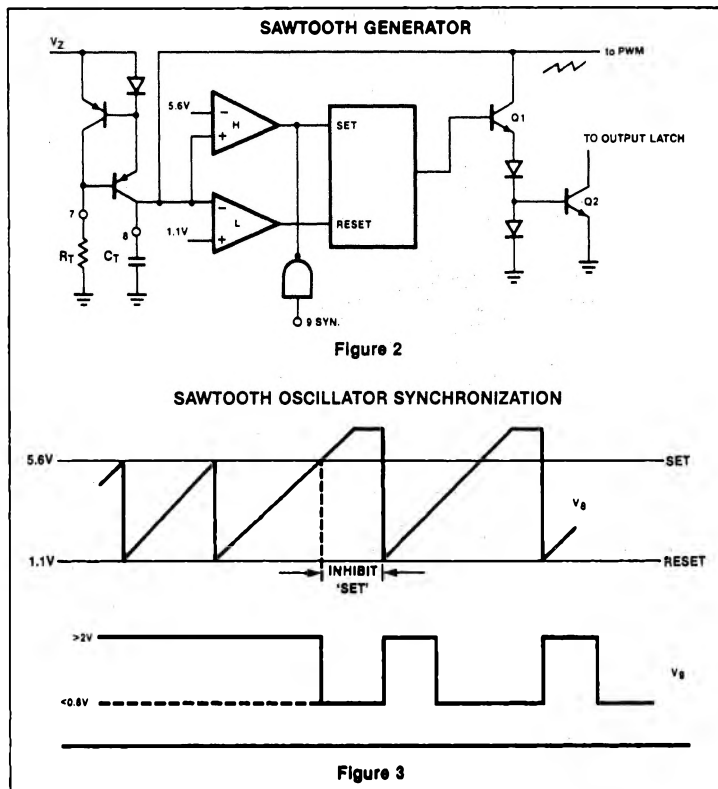 SAWTOOTH GENERATOR
VZ
to PWM
5.6V
−
H
+
SET
Q1
TO OUTPUT LATCH
7
8
−
L
+
1.1V
RESET
Q2
RT
CT
9 SYN.
Figure 2
SAWTOOTH OSCILLATOR SYNCHRONIZATION
5.6V
SET
V8
1.1V
RESET
INHIBIT
'SET'
>2V
V9
<0.8V
Figure 3